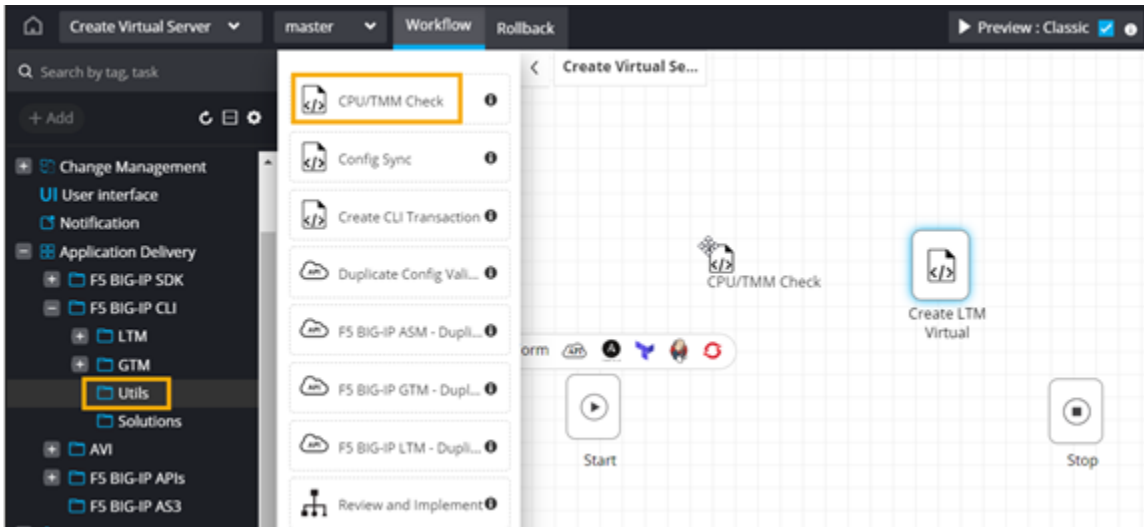 Create Virtual Server
master
Workflow
Rollback
Preview : Classic
Search by tag, task
+ Add
Change Management
UI User interface
Notification
Application Delivery
F5 BIG-IP SDK
F5 BIG-IP CLI
LTM
GTM
Utils
Solutions
AVI
F5 BIG-IP APIs
F5 BIG-IP AS3
CPU/TMM Check
Config Sync
Create CLI Transaction
Duplicate Config Vali...
F5 BIG-IP ASM - Dupli...
F5 BIG-IP GTM - Dupl...
F5 BIG-IP LTM - Dupli...
Review and Implement
Create Virtual Se...
CPU/TMM Check
Create LTM
Virtual
orm
Start
Stop